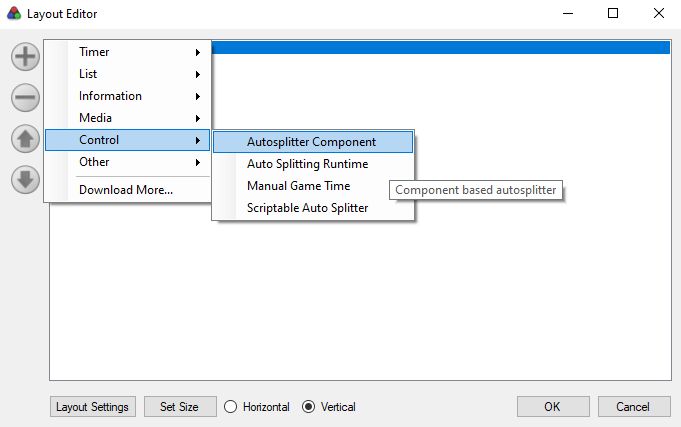 Layout Editor
Timer
List
Information
Media
Control
Other
Download More...
Autosplitter Component
Auto Splitting Runtime
Manual Game Time
Scriptable Auto Splitter
Component based autosplitter
Layout Settings
Set Size
Horizontal
Vertical
OK
Cancel